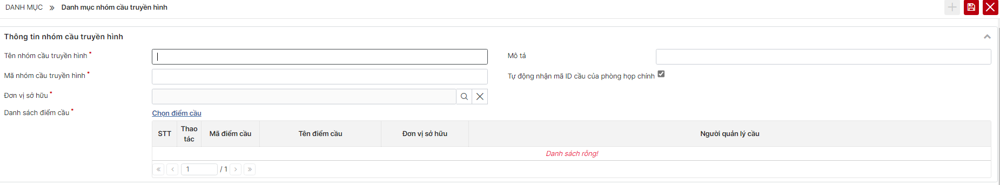 DANH MỤC » Danh mục nhóm cầu truyền hình
Thông tin nhóm cầu truyền hình
Tên nhóm cầu truyền hình *
Mô tả
Mã nhóm cầu truyền hình *
Tự động nhận mã ID cầu của phòng họp chính
Đơn vị sở hữu *
Danh sách điểm cầu *
Chọn điểm cầu
STT Thao tác Mã điểm cầu Tên điểm cầu Đơn vị sở hữu Người quản lý cầu
Danh sách rỗng!
« ‹ 1 / 1 › »